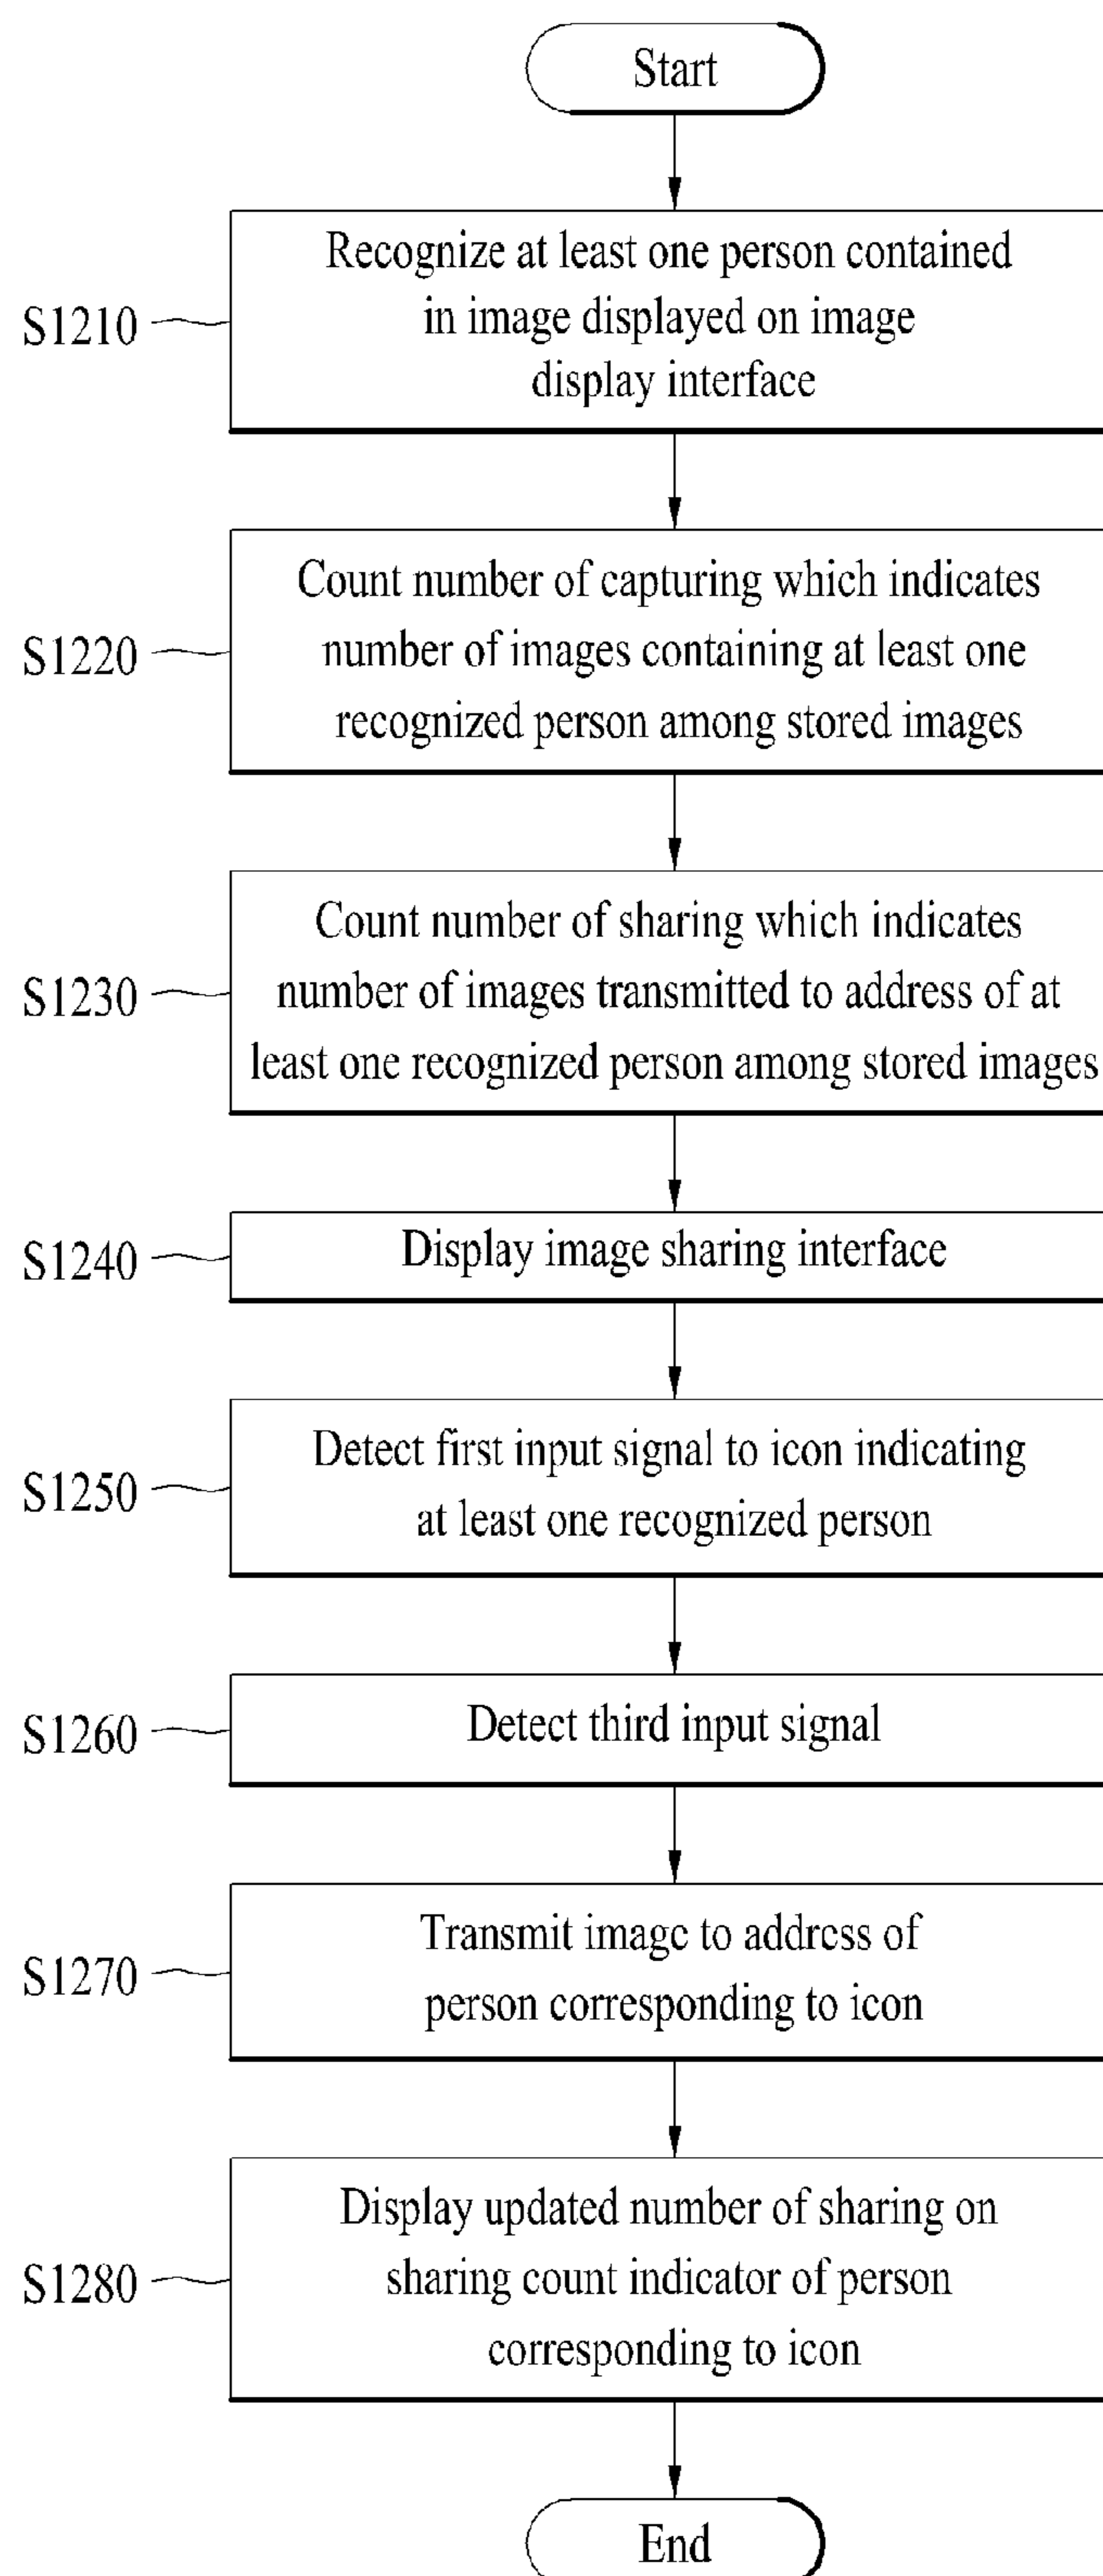 Start
S1210
Recognize at least one person contained
in image displayed on image
display interface
S1220
Count number of capturing which indicates
number of images containing at least one
recognized person among stored images
S1230
Count number of sharing which indicates
number of images transmitted to address of at
least one recognized person among stored images
S1240
Display image sharing interface
S1250
Detect first input signal to icon indicating
at least one recognized person
S1260
Detect third input signal
S1270
Transmit image to address of
person corresponding to icon
S1280
Display updated number of sharing on
sharing count indicator of person
corresponding to icon
End